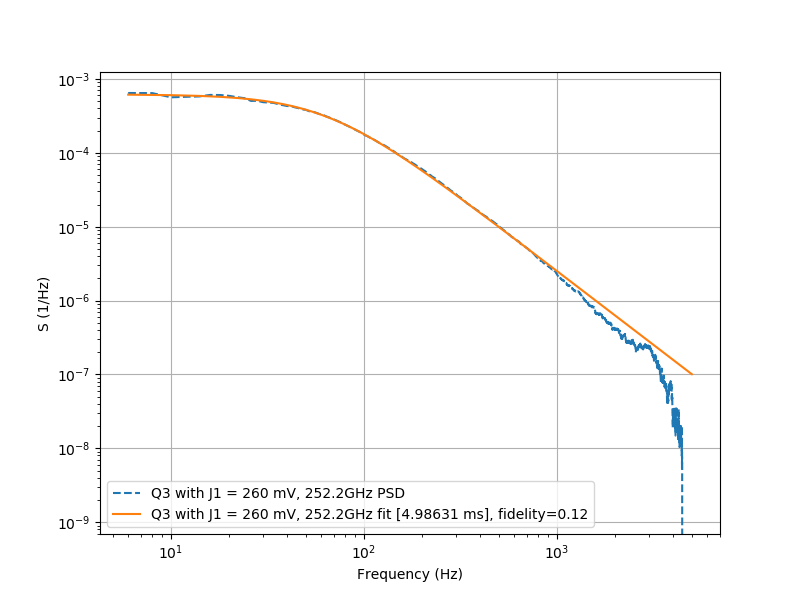 10⁻³
10⁻⁴
10⁻⁵
10⁻⁶
10⁻⁷
10⁻⁸
10⁻⁹
S (1/Hz)
Q3 with J1 = 260 mV, 252.2GHz PSD
Q3 with J1 = 260 mV, 252.2GHz fit [4.98631 ms], fidelity=0.12
10¹
10²
10³
Frequency (Hz)